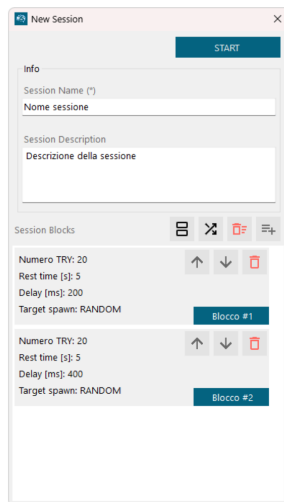 New Session
START
Info
Session Name (*)
Nome sessione
Session Description
Descrizione della sessione
Session Blocks
Numero TRY: 20
Rest time [s]: 5
Delay [ms]: 200
Target spawn: RANDOM
Blocco #1
Numero TRY: 20
Rest time [s]: 5
Delay [ms]: 400
Target spawn: RANDOM
Blocco #2